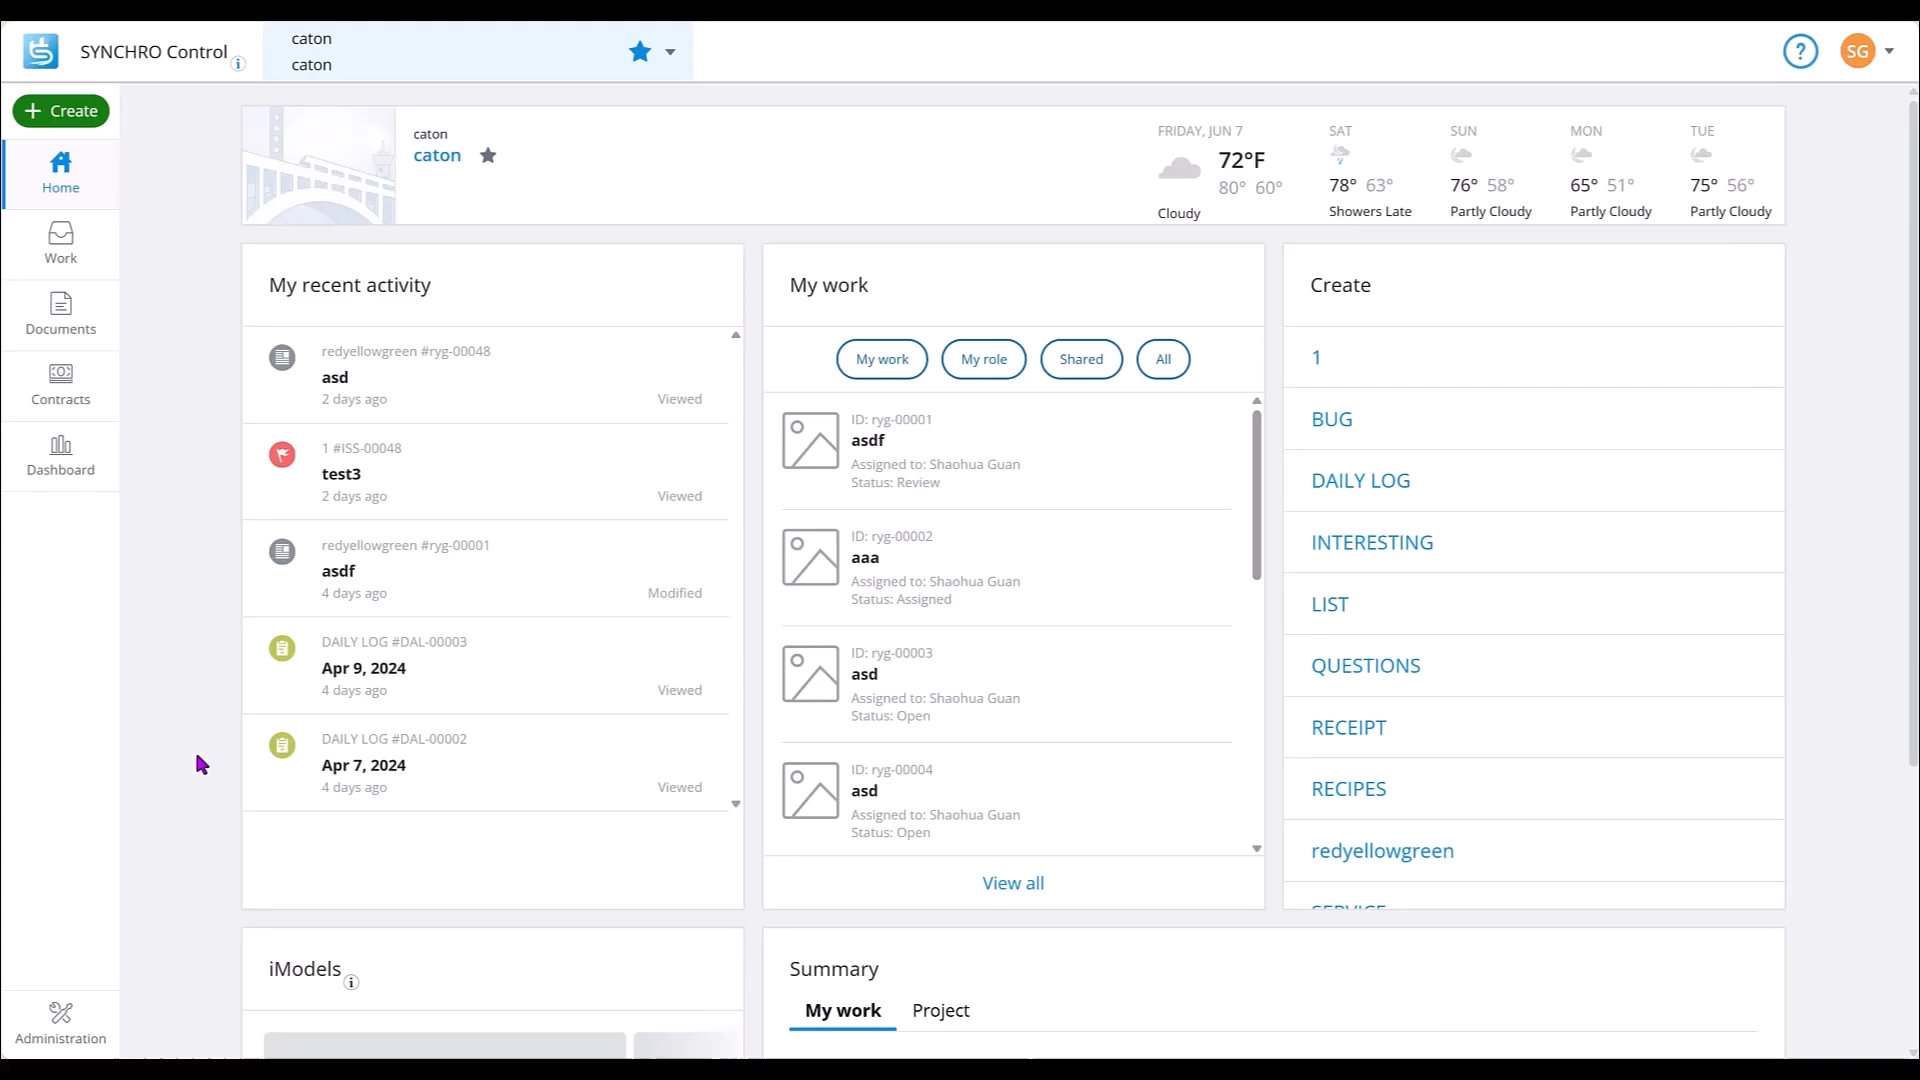 SYNCHRO Control
caton
caton
?
SG
Create
Home
Work
Documents
Contracts
Dashboard
Administration
caton
caton
FRIDAY, JUN 7
72°F
80° 60°
Cloudy
SAT
78° 63°
Showers Late
SUN
76° 58°
Partly Cloudy
MON
65° 51°
Partly Cloudy
TUE
75° 56°
Partly Cloudy
My recent activity
redyellowgreen #ryg-00048
asd
2 days ago Viewed
1 #ISS-00048
test3
2 days ago Viewed
redyellowgreen #ryg-00001
asdf
4 days ago Modified
DAILY LOG #DAL-00003
Apr 9, 2024
4 days ago Viewed
DAILY LOG #DAL-00002
Apr 7, 2024
4 days ago Viewed
My work
My work My role Shared All
ID: ryg-00001
asdf
Assigned to: Shaohua Guan
Status: Review
ID: ryg-00002
aaa
Assigned to: Shaohua Guan
Status: Assigned
ID: ryg-00003
asd
Assigned to: Shaohua Guan
Status: Open
ID: ryg-00004
asd
Assigned to: Shaohua Guan
Status: Open
View all
Create
1
BUG
DAILY LOG
INTERESTING
LIST
QUESTIONS
RECEIPT
RECIPES
redyellowgreen
iModels
Summary
My work Project